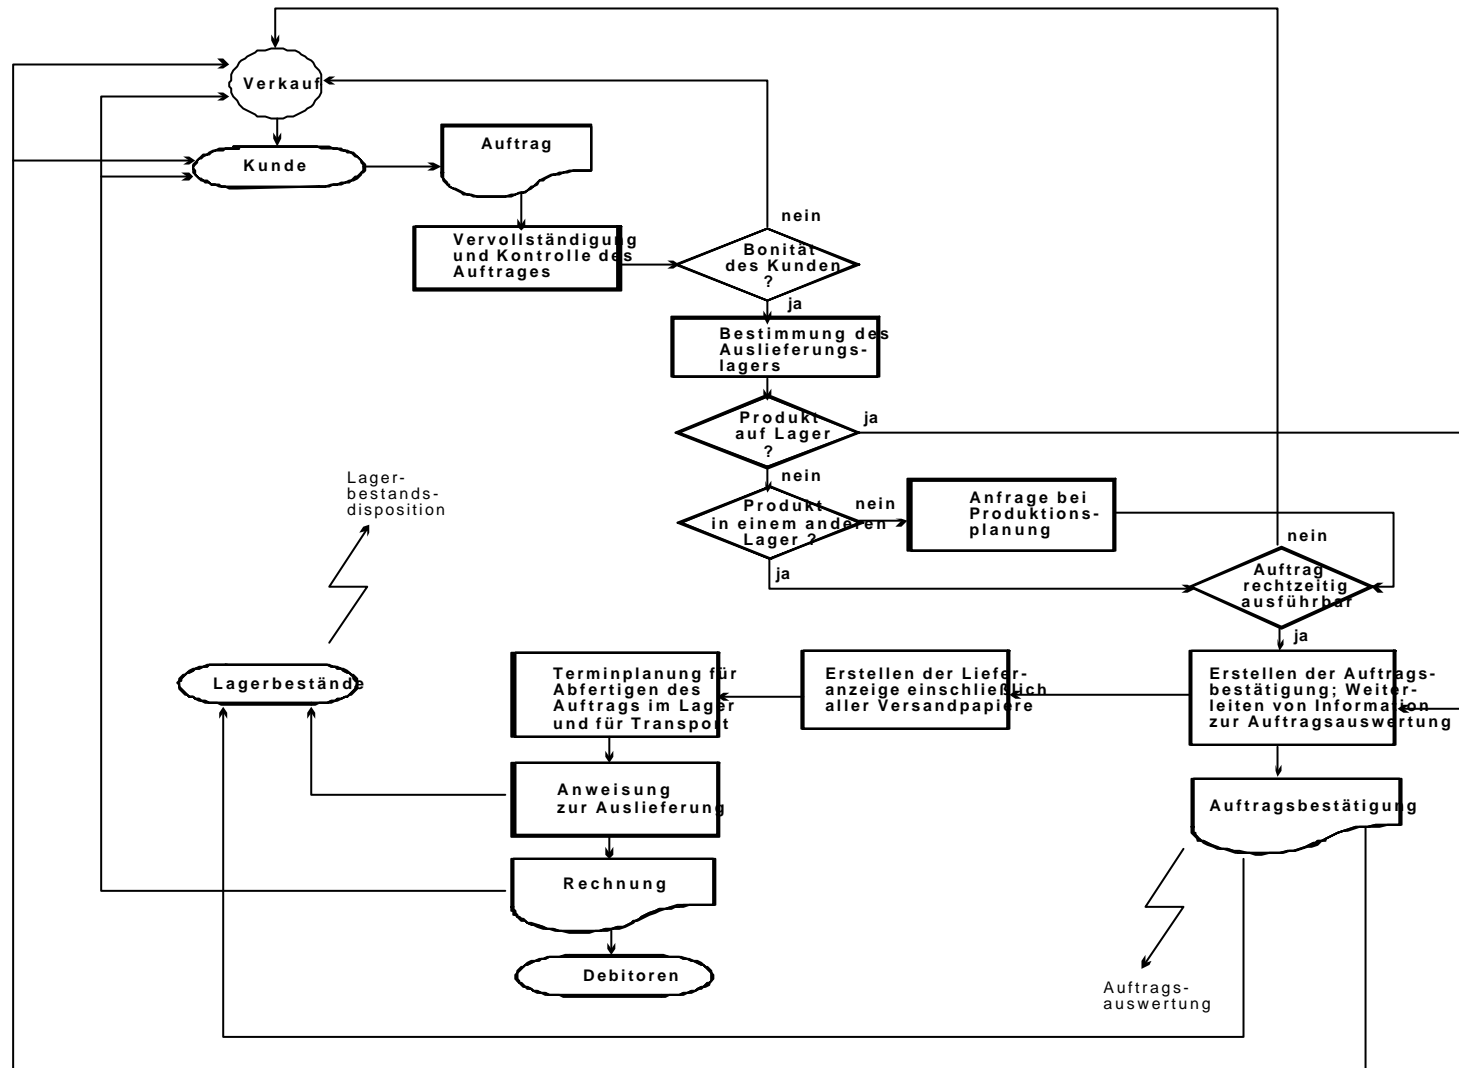 Verkauf
Kunde
Auftrag
nein
Vervollständigung
und Kontrolle des
Auftrages
Bonität
des Kunden
?
ja
Bestimmung des
Auslieferungs-
lagers
Produkt
auf Lager
?
ja
nein
Lager-
bestands-
disposition
Produkt
in einem anderen
Lager ?
nein
Anfrage bei
Produktions-
planung
ja
nein
Auftrag
rechtzeitig
ausführbar
ja
Lagerbestände
Terminplanung für
Abfertigen des
Auftrags im Lager
und für Transport
Erstellen der Liefer-
anzeige einschließlich
aller Versandpapiere
Erstellen der Auftrags-
bestätigung; Weiter-
leiten von Information
zur Auftragsauswertung
Anweisung
zur Auslieferung
Auftragsbestätigung
Rechnung
Debitoren
Auftrags-
auswertung